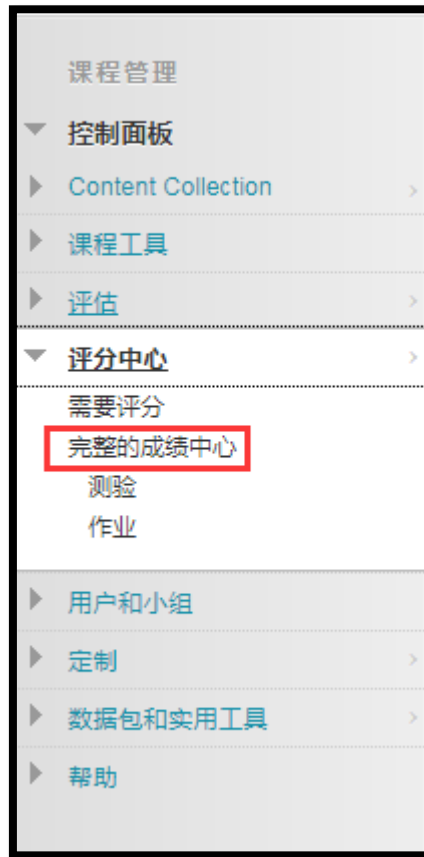 课程管理
控制面板
Content Collection
课程工具
评估
评分中心
需要评分
完整的成绩中心
测验
作业
用户和小组
定制
数据包和实用工具
帮助